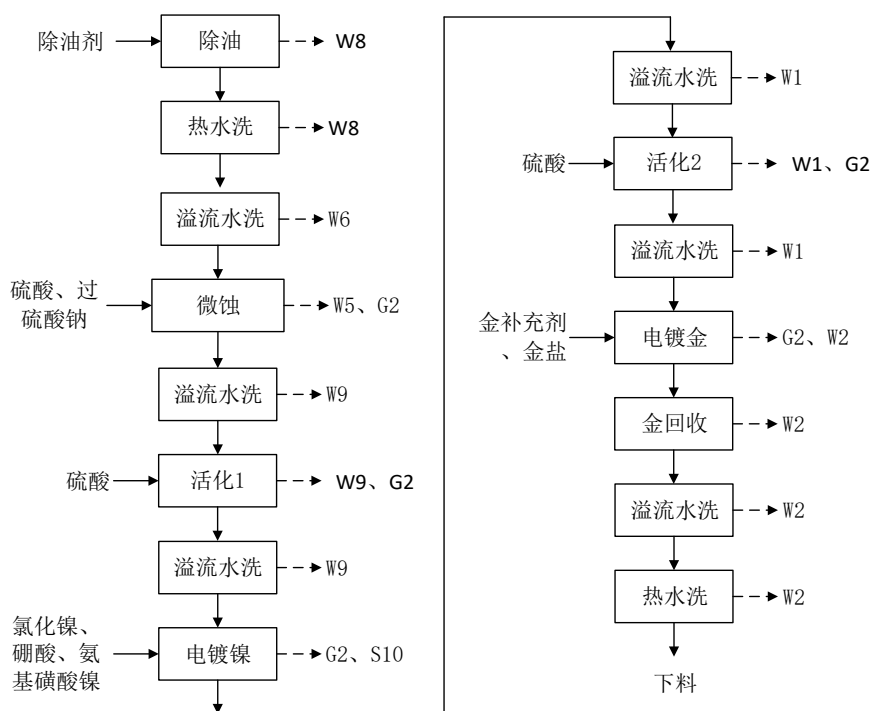 除油剂
除油
W8
热水洗
W8
溢流水洗
W6
硫酸、过
硫酸钠
微蚀
W5、G2
溢流水洗
W9
硫酸
活化1
W9、G2
溢流水洗
W9
氯化镍、
硼酸、氨
基磺酸镍
电镀镍
G2、S10
溢流水洗
W1
硫酸
活化2
W1、G2
溢流水洗
W1
金补充剂
、金盐
电镀金
G2、W2
金回收
W2
溢流水洗
W2
热水洗
W2
下料